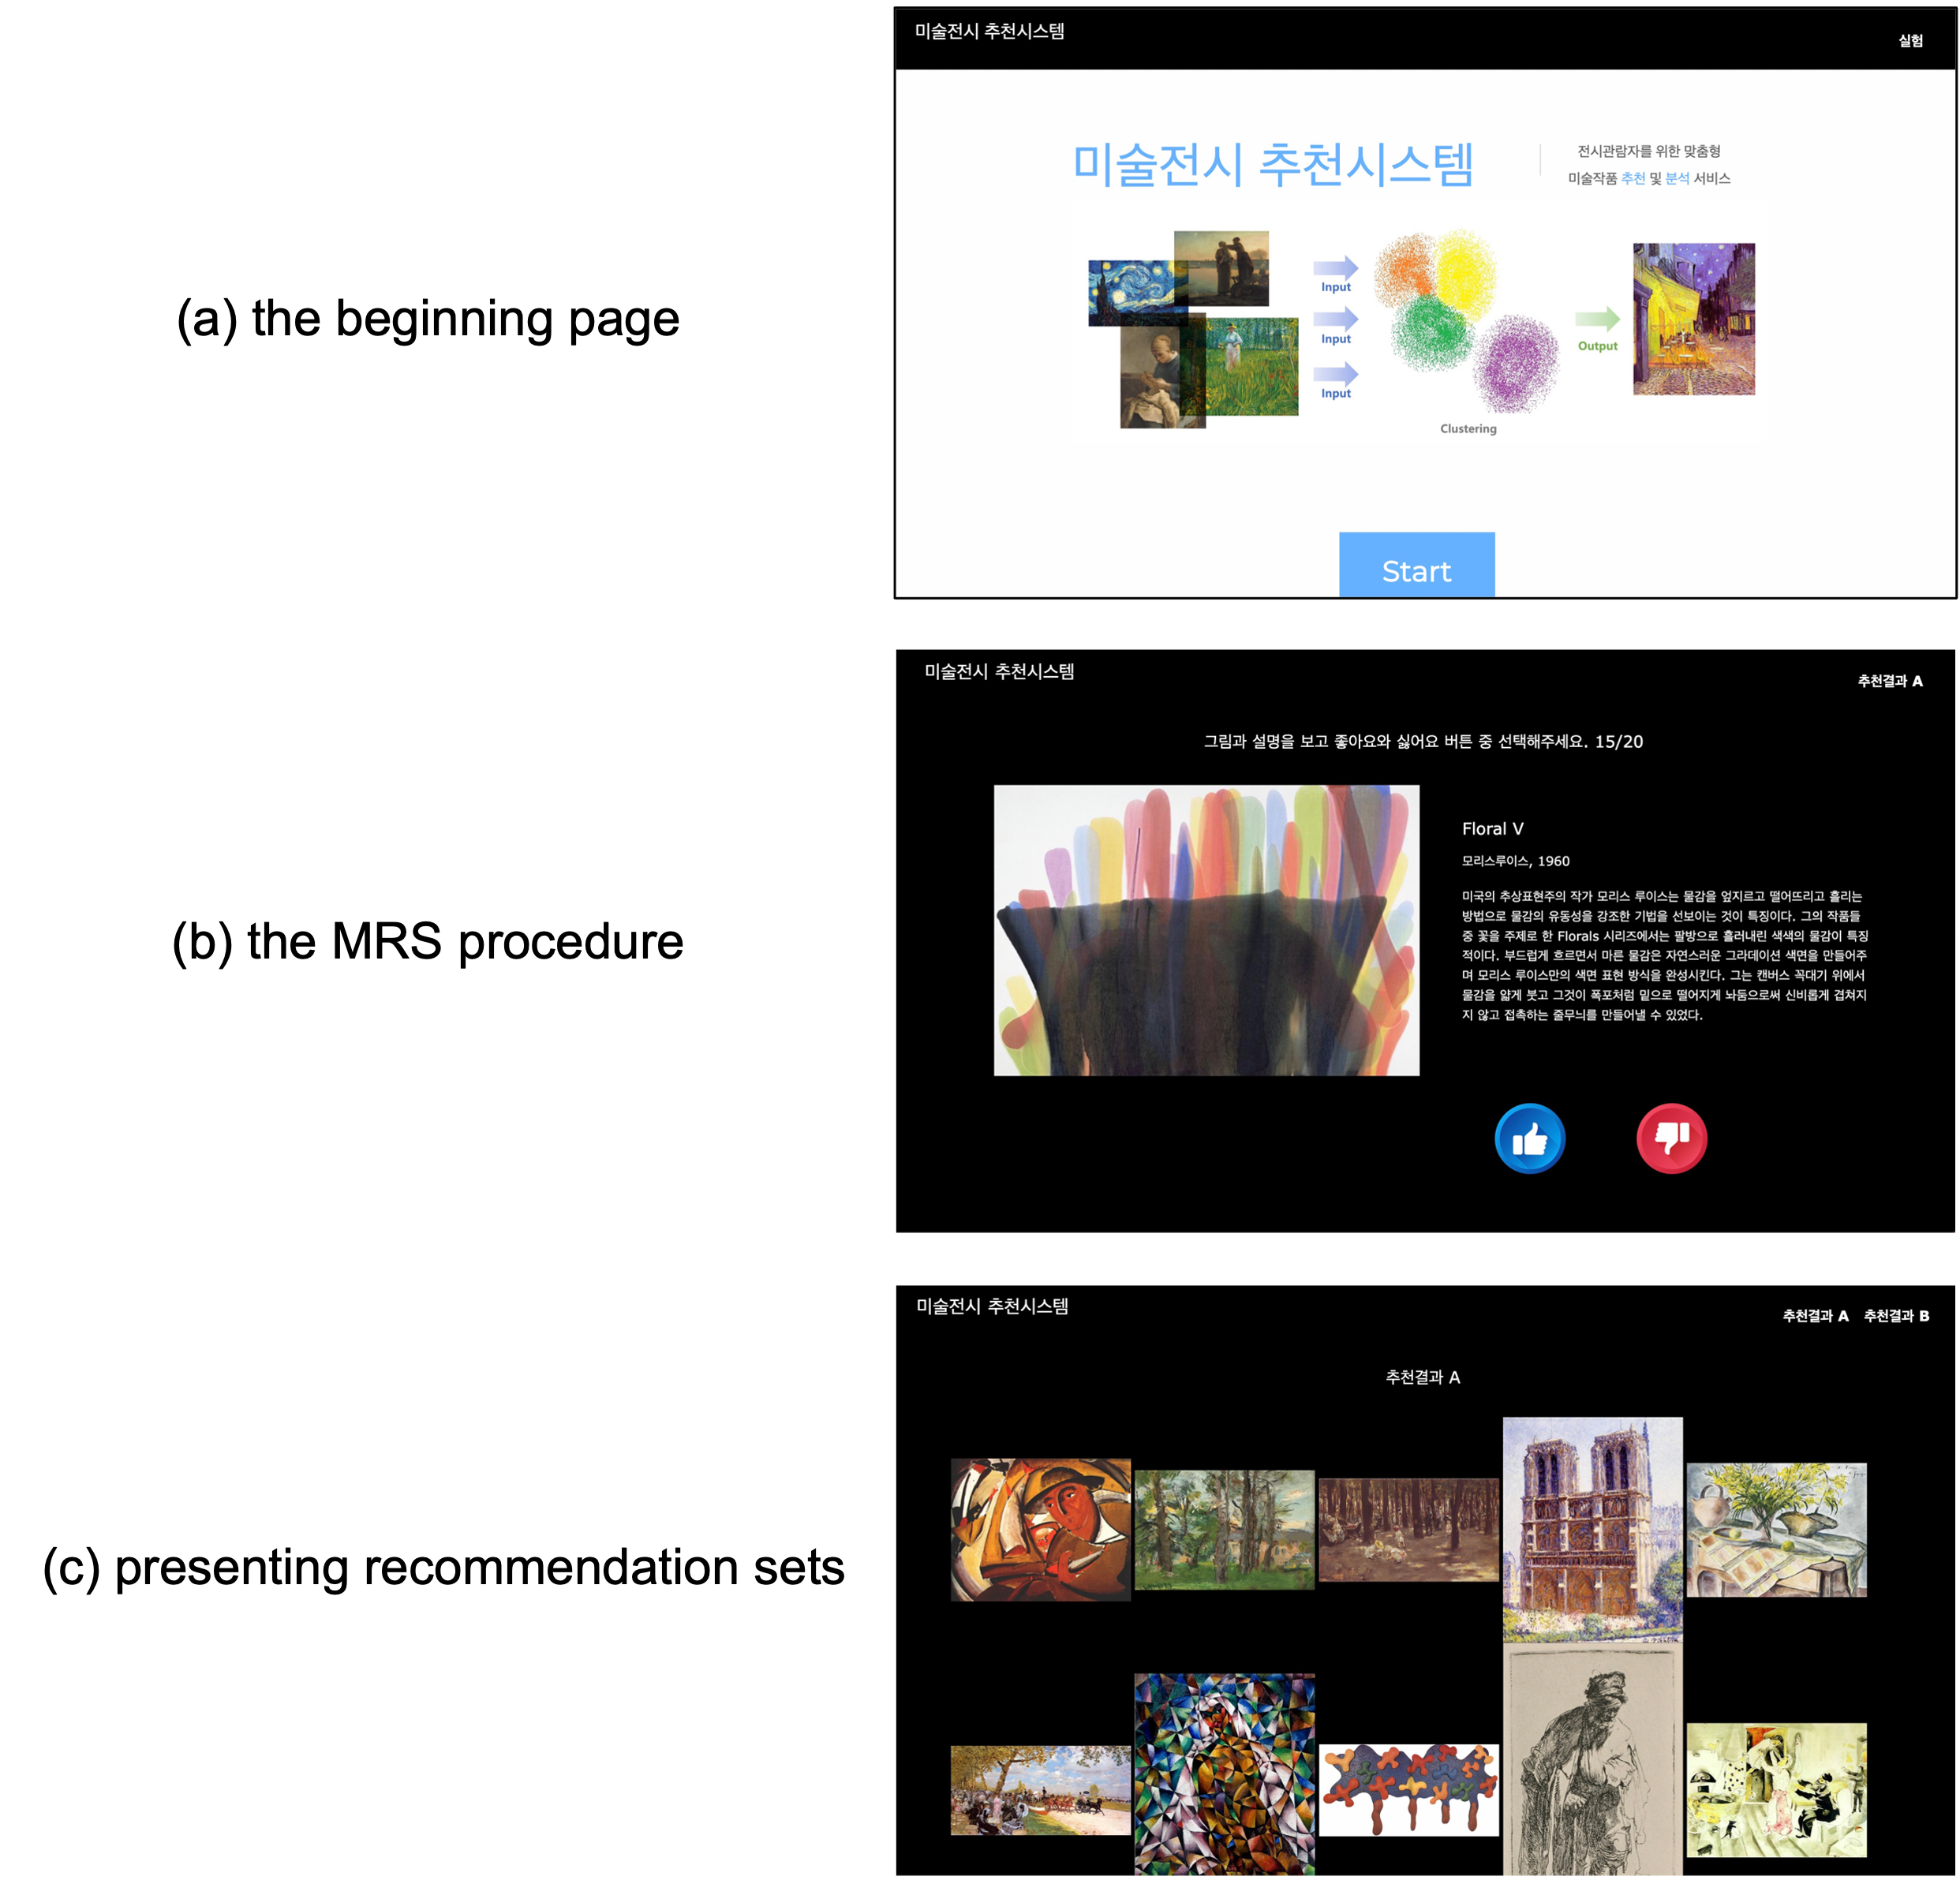 (a) the beginning page
미술전시 추천시스템
실험
미술전시 추천시스템
전시관람자를 위한 맞춤형
미술작품 추천 및 분석 서비스
Input
Input
Input
Clustering
Output
Start
(b) the MRS procedure
미술전시 추천시스템
추천결과 A
그림과 설명을 보고 좋아요와 싫어요 버튼 중 선택해주세요. 15/20
Floral V
모리스루이스, 1960
미국의 추상표현주의 작가 모리스 루이스는 물감을 엎지르고 떨어뜨리고 흘리는
방법으로 물감의 유동성을 강조한 기법을 선보이는 것이 특징이다. 그의 작품들
중 꽃을 주제로 한 Florals 시리즈에서는 팔방으로 흘러내린 색색의 물감이 특징
적이다. 부드럽게 흐르면서 마른 물감은 자연스러운 그라데이션 색면을 만들어주
며 모리스 루이스만의 색면 표현 방식을 완성시킨다. 그는 캔버스 꼭대기 위에서
물감을 얇게 붓고 그것이 폭포처럼 밑으로 떨어지게 놔둠으로써 신비롭게 겹쳐지
지 않고 접촉하는 줄무늬를 만들어낼 수 있었다.
(c) presenting recommendation sets
미술전시 추천시스템
추천결과 A 추천결과 B
추천결과 A